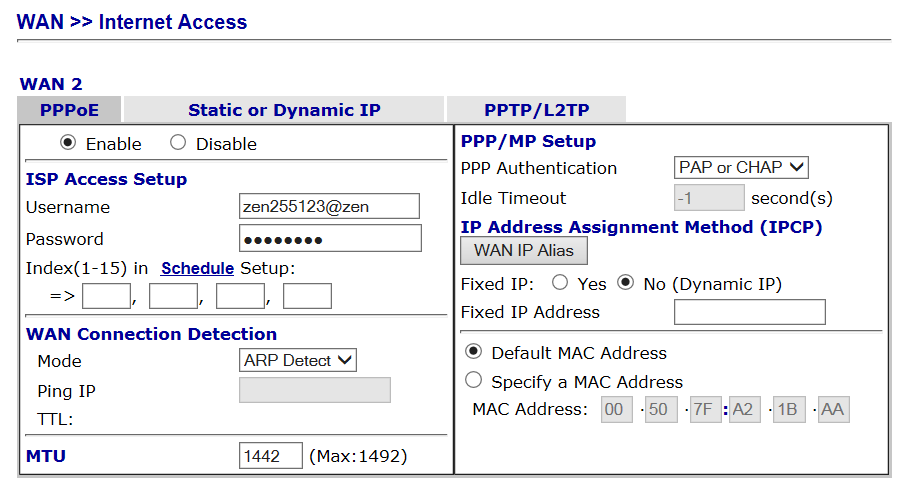 WAN >> Internet Access
WAN 2
PPPoE Static or Dynamic IP PPTP/L2TP
Enable Disable
ISP Access Setup
Username zen255123@zen
Password ●●●●●●●●
Index(1-15) in Schedule Setup:
=> , , ,
WAN Connection Detection
Mode ARP Detect
Ping IP
TTL:
MTU 1442 (Max:1492)
PPP/MP Setup
PPP Authentication PAP or CHAP
Idle Timeout -1 second(s)
IP Address Assignment Method (IPCP)
WAN IP Alias
Fixed IP: Yes No (Dynamic IP)
Fixed IP Address
Default MAC Address
Specify a MAC Address
MAC Address: 00 · 50 · 7F : A2 · 1B · AA